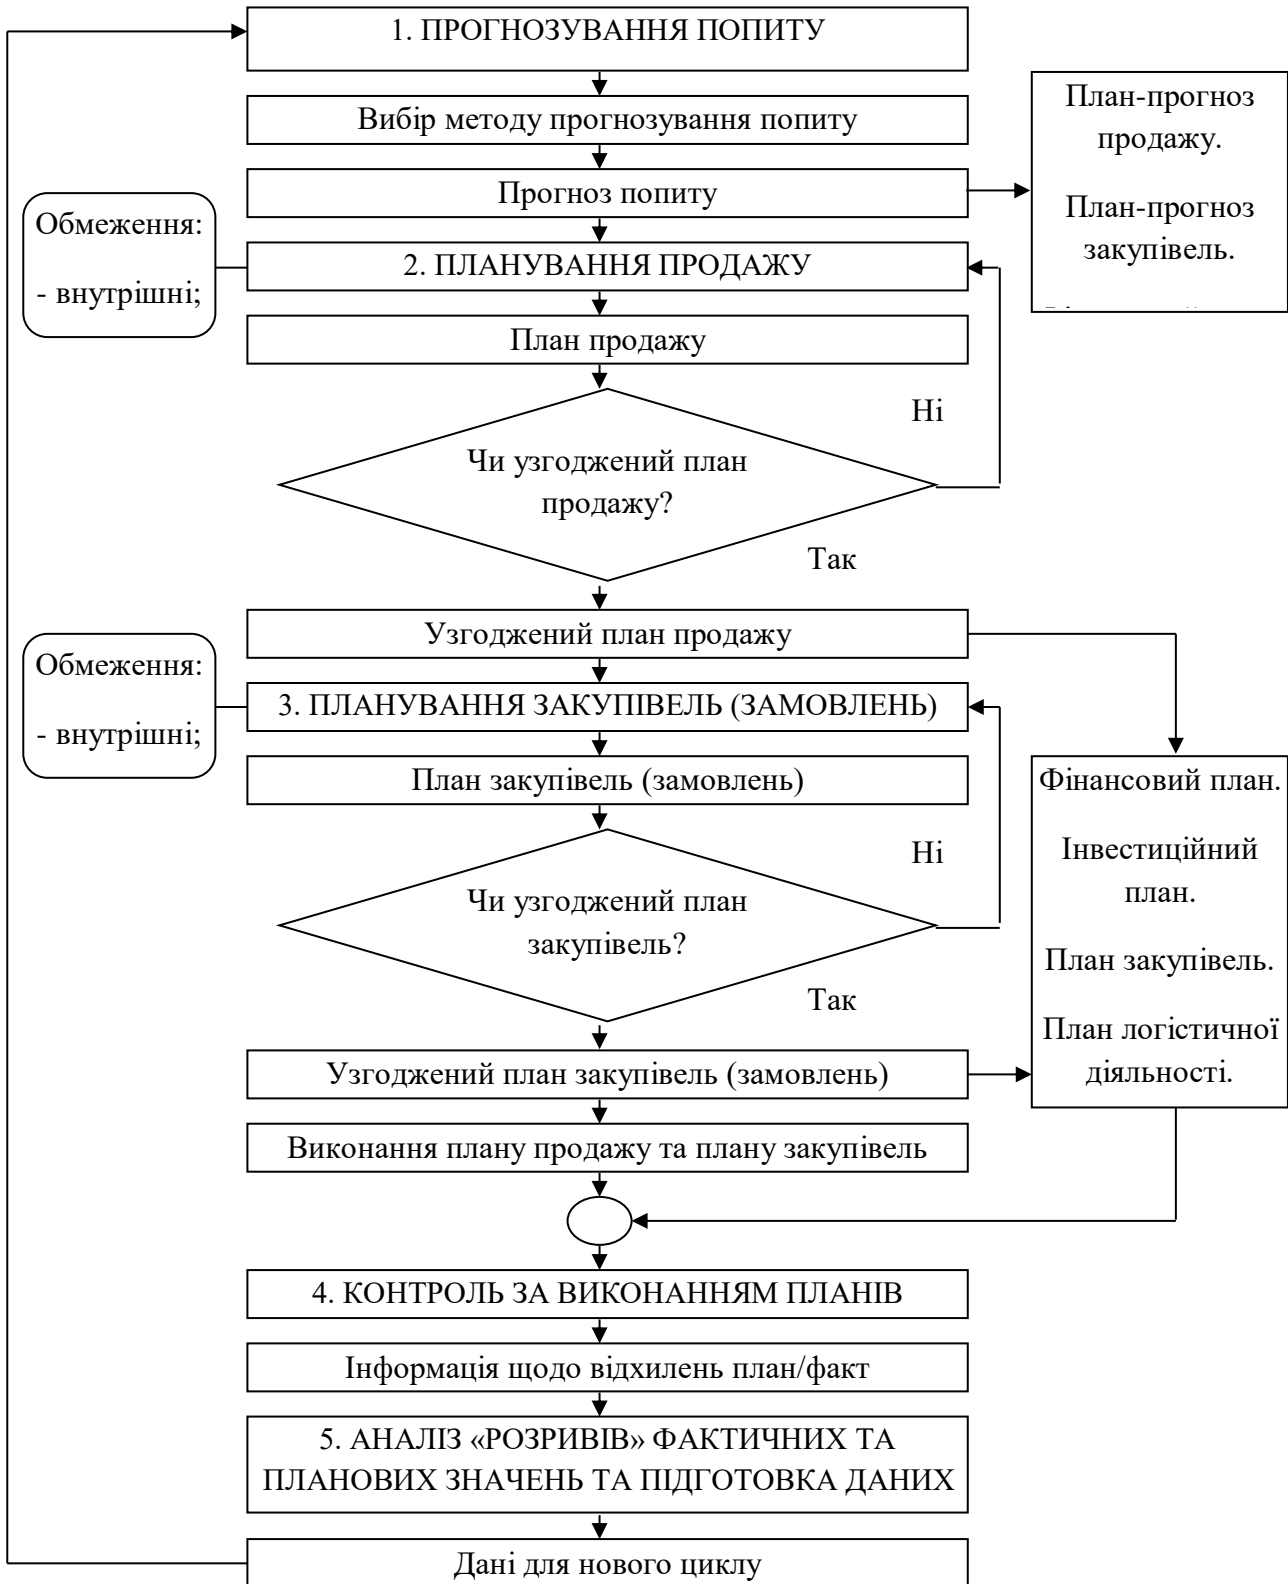 1. ПРОГНОЗУВАННЯ ПОПИТУ
Вибір методу прогнозування попиту
Прогноз попиту
План-прогноз
продажу.
План-прогноз
закупівель.
Обмеження:
- внутрішні;
2. ПЛАНУВАННЯ ПРОДАЖУ
План продажу
Ні
Чи узгоджений план
продажу?
Так
Узгоджений план продажу
Обмеження:
- внутрішні;
3. ПЛАНУВАННЯ ЗАКУПІВЕЛЬ (ЗАМОВЛЕНЬ)
План закупівель (замовлень)
Ні
Чи узгоджений план
закупівель?
Так
Фінансовий план.
Інвестиційний
план.
План закупівель.
План логістичної
діяльності.
Узгоджений план закупівель (замовлень)
Виконання плану продажу та плану закупівель
4. КОНТРОЛЬ ЗА ВИКОНАННЯМ ПЛАНІВ
Інформація щодо відхилень план/факт
5. АНАЛІЗ «РОЗРИВІВ» ФАКТИЧНИХ ТА
ПЛАНОВИХ ЗНАЧЕНЬ ТА ПІДГОТОВКА ДАНИХ
Дані для нового циклу